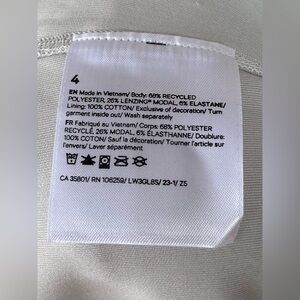 4
EN Made in Vietnam/ Body: 68% RECYCLED
POLYESTER, 26% LENZING® MODAL, 6% ELASTANE/
Lining: 100% COTTON/ Exclusive of decoration/ Turn
garment inside out/ Wash separately
FR Fabriqué au Vietnam/ Corps: 68% POLYESTER
RECYCLÉ, 26% MODAL, 6% ÉLASTHANNE/ Doublure:
100% COTON/ Sauf la décoration/ Tourner l'article sur
l'envers/ Laver séparément
CA 35801/ RN 106259/ LW3GL8S/ 23-1/ Z5